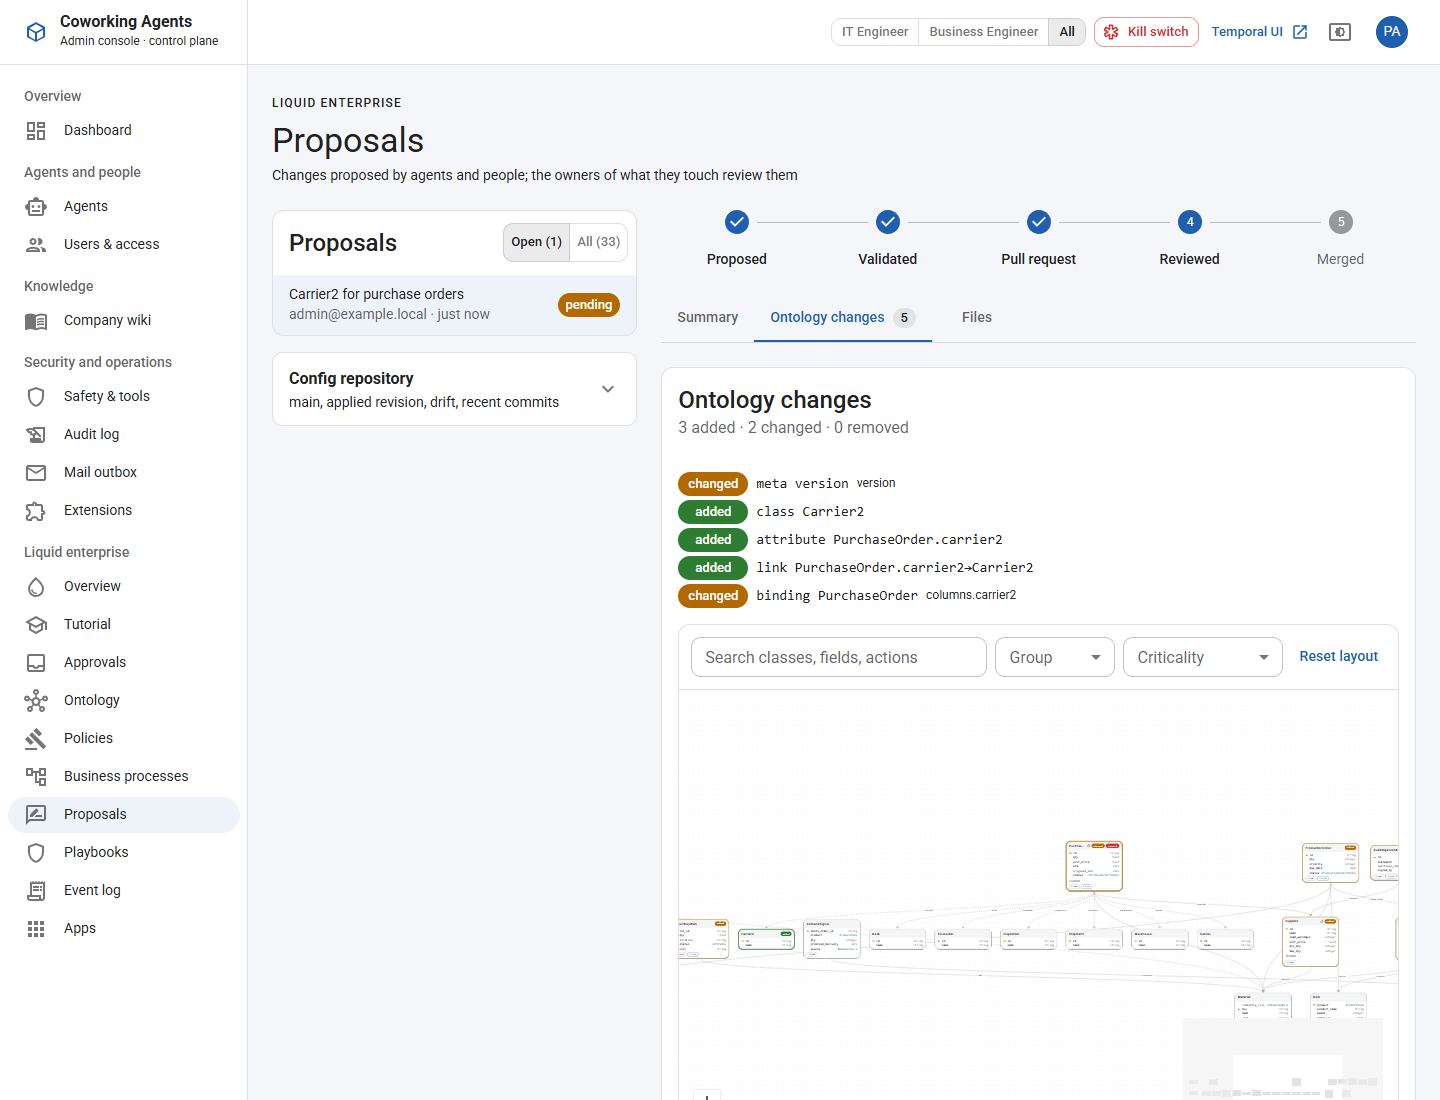 Coworking Agents
Admin console · control plane
IT Engineer
Business Engineer
All
Kill switch
Temporal UI
PA
Overview
Dashboard
Agents and people
Agents
Users & access
Knowledge
Company wiki
Security and operations
Safety & tools
Audit log
Mail outbox
Extensions
Liquid enterprise
Overview
Tutorial
Approvals
Ontology
Policies
Business processes
Proposals
Playbooks
Event log
Apps
LIQUID ENTERPRISE
Proposals
Changes proposed by agents and people; the owners of what they touch review them
Proposals
Open (1)
All (33)
Carrier2 for purchase orders
admin@example.local · just now
pending
Config repository
main, applied revision, drift, recent commits
Proposed
Validated
Pull request
4
Reviewed
5
Merged
Summary
Ontology changes 5
Files
Ontology changes
3 added · 2 changed · 0 removed
changed meta version version
added class Carrier2
added attribute PurchaseOrder.carrier2
added link PurchaseOrder.carrier2→Carrier2
changed binding PurchaseOrder columns.carrier2
Search classes, fields, actions
Group
Criticality
Reset layout